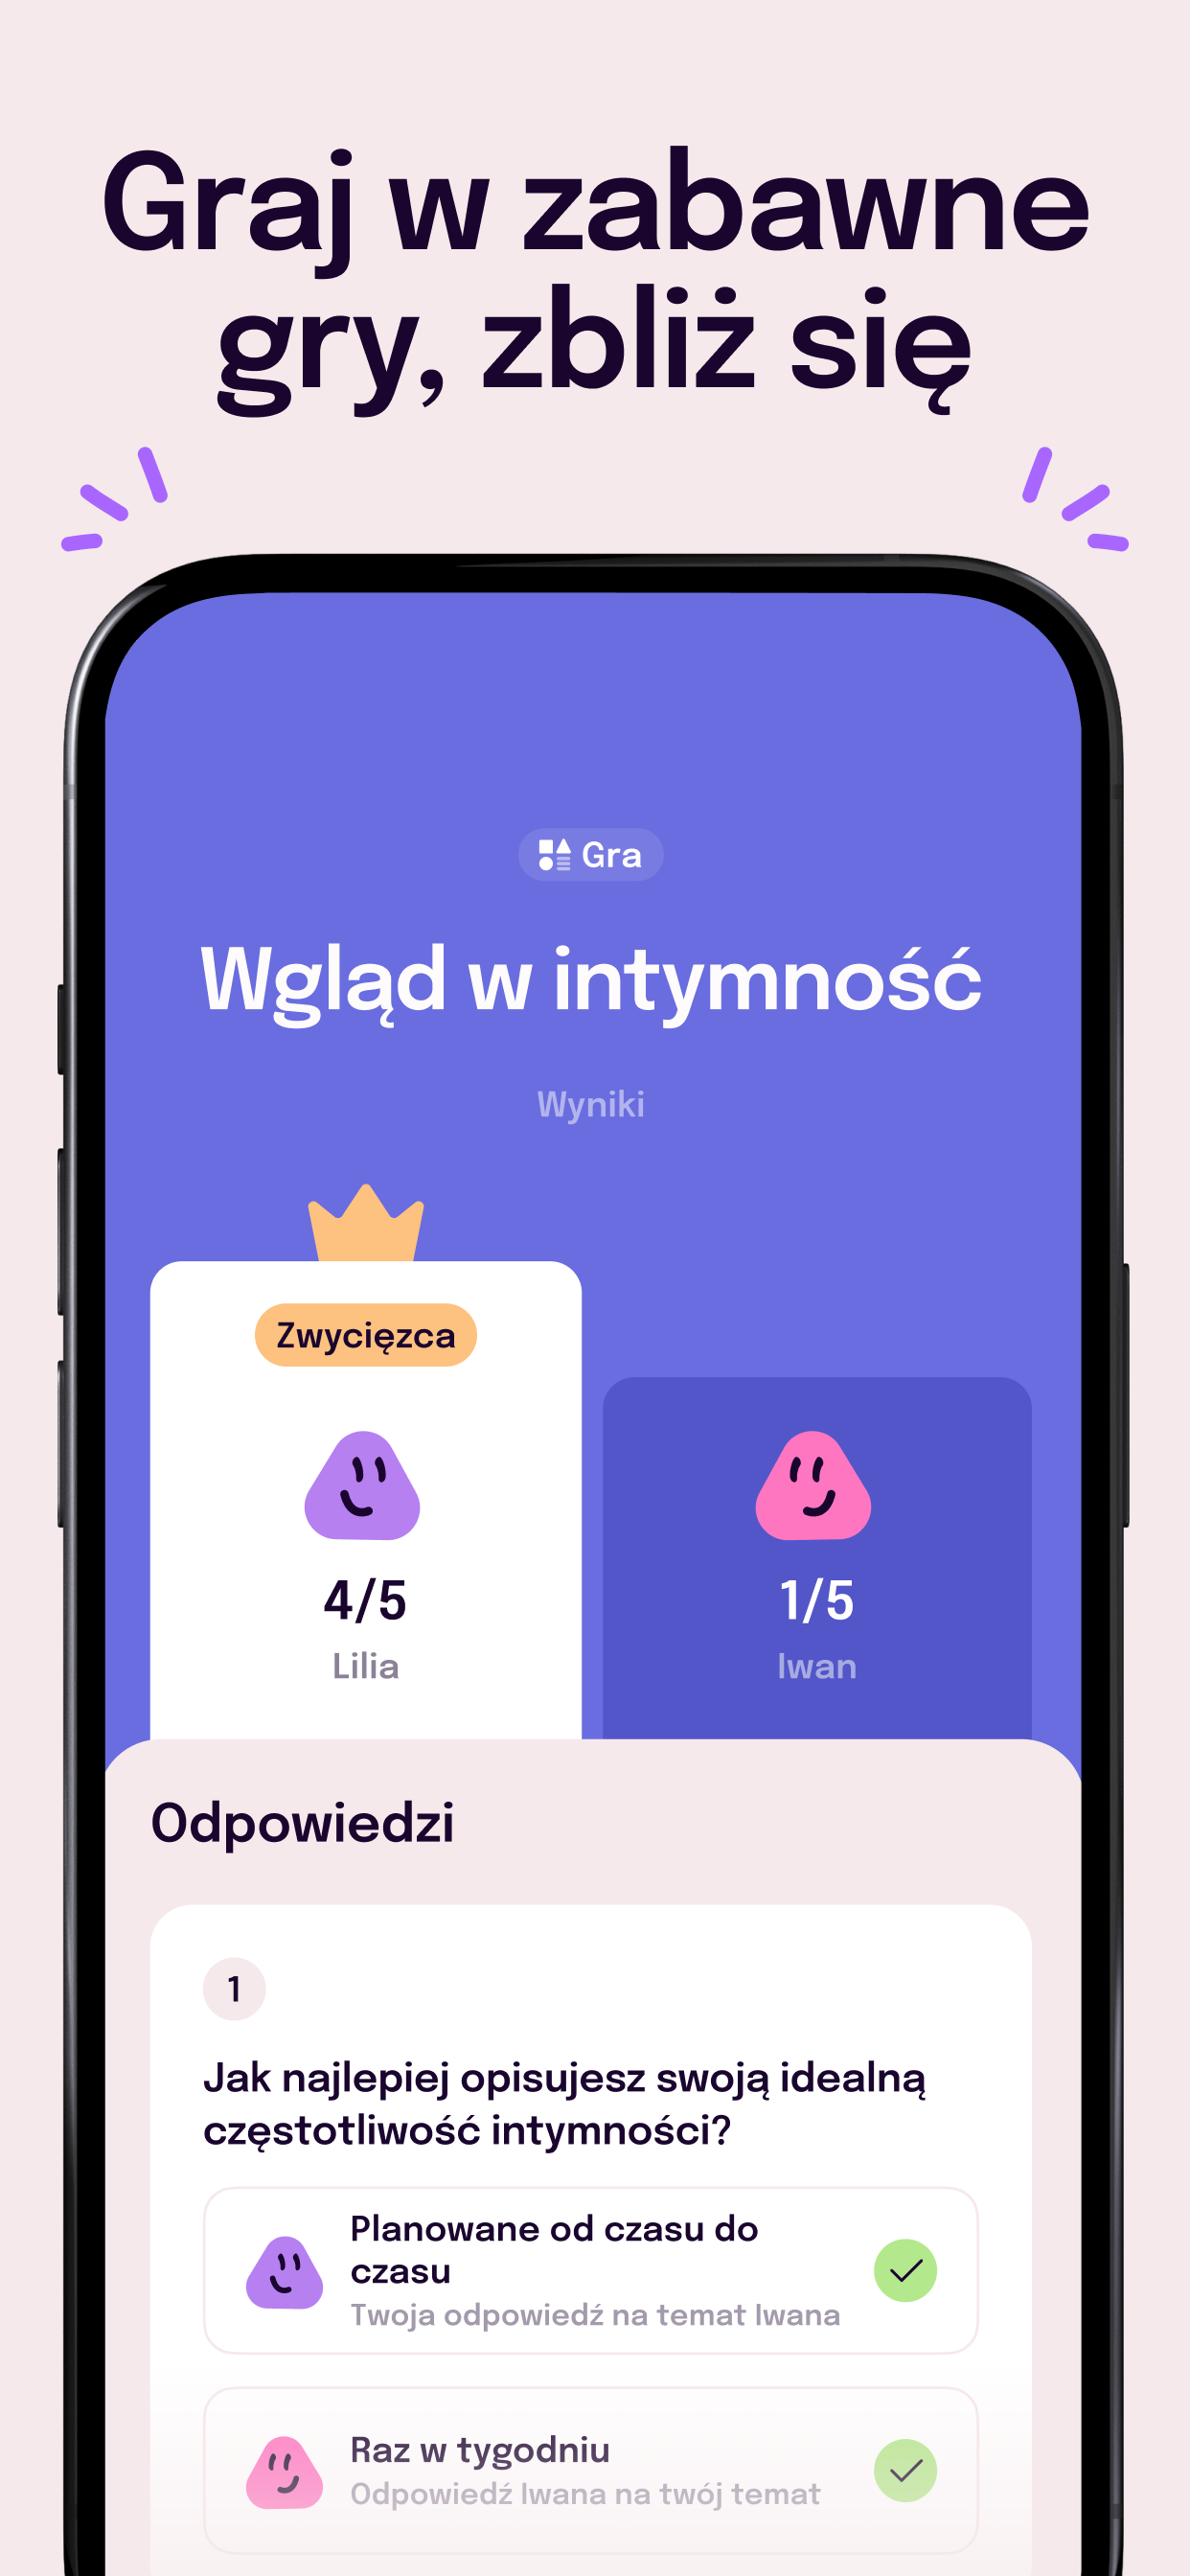 Graj w zabawne
gry, zbliż się
Gra
Wgląd w intymność
Wyniki
Zwycięzca
4/5
Lilia
1/5
Iwan
Odpowiedzi
1
Jak najlepiej opisujesz swoją idealną
częstotliwość intymności?
Planowane od czasu do
czasu
Twoja odpowiedź na temat Iwana
Raz w tygodniu
Odpowiedź Iwana na twój temat